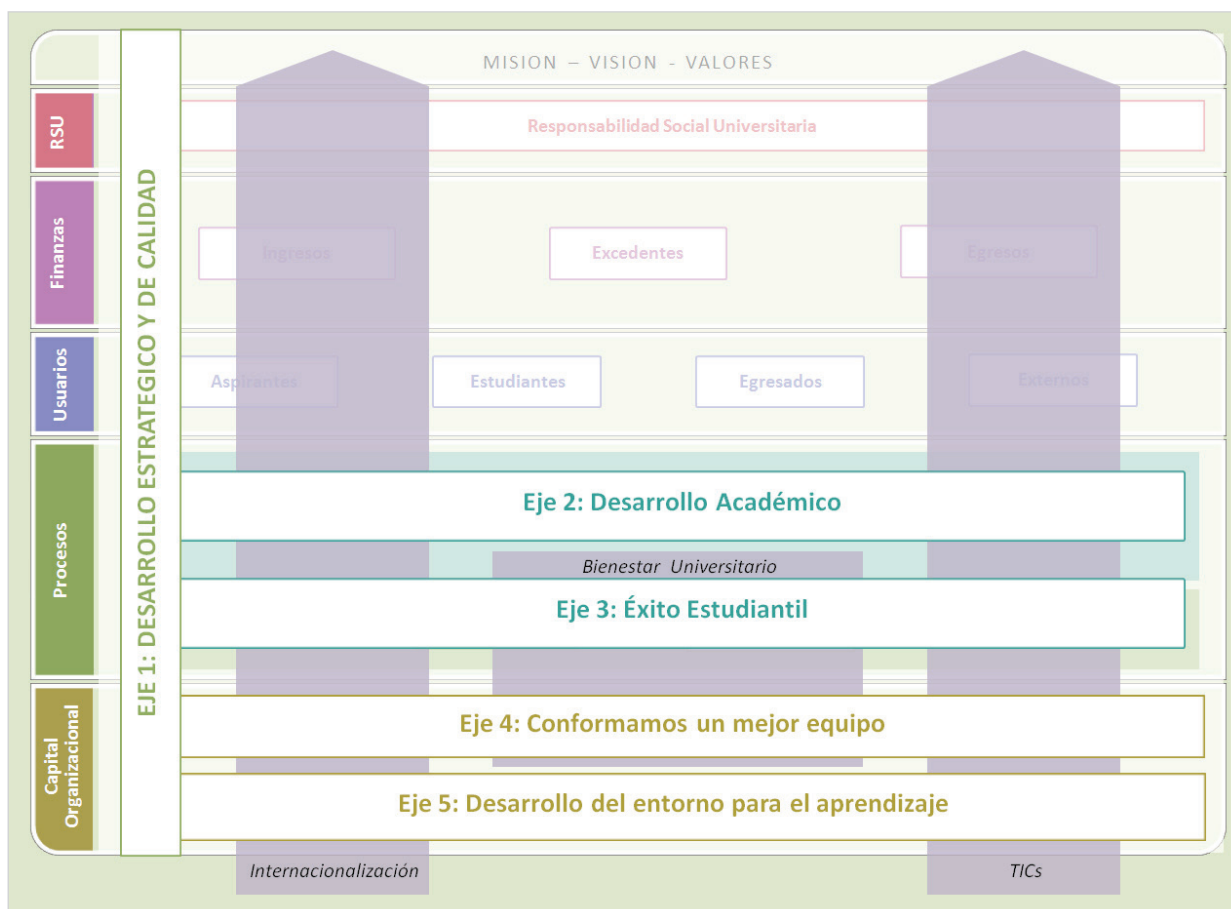 MISION – VISION - VALORES
RSU
Responsabilidad Social Universitaria
EJE 1: DESARROLLO ESTRATEGICO Y DE CALIDAD
Finanzas
Ingresos
Excedentes
Egresos
Usuarios
Aspirantes
Estudiantes
Egresados
Externos
Procesos
Eje 2: Desarrollo Académico
Bienestar Universitario
Eje 3: Éxito Estudiantil
Capital
Organizacional
Eje 4: Conformamos un mejor equipo
Eje 5: Desarrollo del entorno para el aprendizaje
Internacionalización
TICs